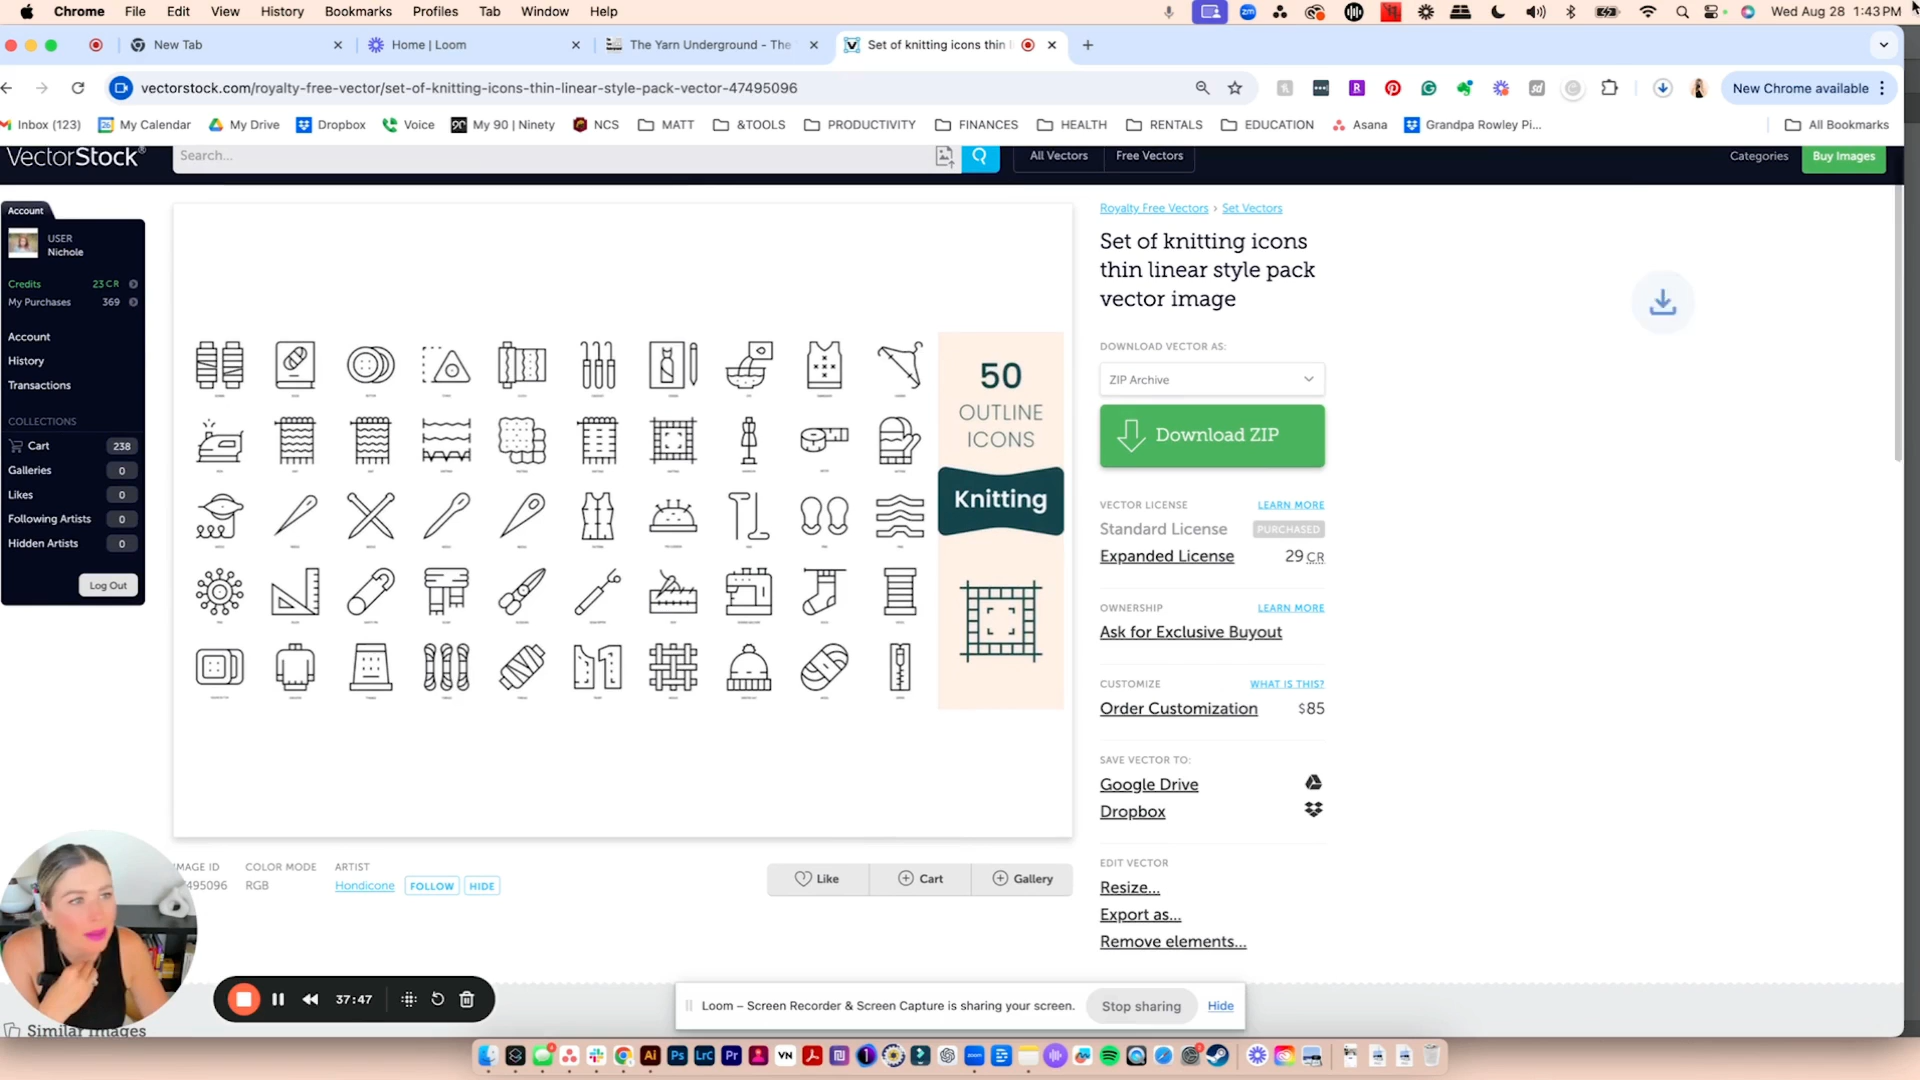 Chrome File Edit View History Bookmarks Profiles Tab Window Help
Wed Aug 28 1:43 PM
New Tab
Home | Loom
The Yarn Underground - The
Set of knitting icons thin l
vectorstock.com/royalty-free-vector/set-of-knitting-icons-thin-linear-style-pack-vector-47495096
New Chrome available
Inbox (123) My Calendar My Drive Dropbox Voice My 90 | Ninety NCS MATT &TOOLS PRODUCTIVITY FINANCES HEALTH RENTALS EDUCATION Asana Grandpa Rowley Pi... All Bookmarks
VectorStock®
Search...
All Vectors
Free Vectors
Categories
Buy Images
Account
USER
Nichole
Credits 23 CR
My Purchases 369
Account
History
Transactions
COLLECTIONS
Cart 238
Galleries 0
Likes 0
Following Artists 0
Hidden Artists 0
Log Out
50
OUTLINE
ICONS
Knitting
Royalty Free Vectors › Set Vectors
Set of knitting icons
thin linear style pack
vector image
DOWNLOAD VECTOR AS:
ZIP Archive
Download ZIP
VECTOR LICENSE LEARN MORE
Standard License PURCHASED
Expanded License 29 CR
OWNERSHIP LEARN MORE
Ask for Exclusive Buyout
CUSTOMIZE WHAT IS THIS?
Order Customization $85
SAVE VECTOR TO:
Google Drive
Dropbox
EDIT VECTOR
Resize...
Export as...
Remove elements...
IMAGE ID COLOR MODE ARTIST
7495096 RGB Hondicone FOLLOW HIDE
Like
Cart
Gallery
37:47
Loom – Screen Recorder & Screen Capture is sharing your screen.
Stop sharing
Hide
Similar Images